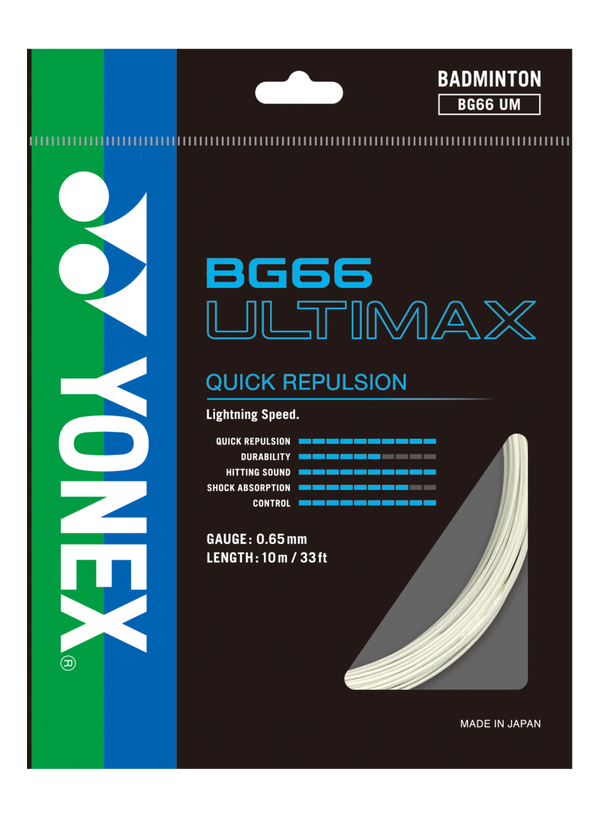 BADMINTON
BG66 UM
YONEX®
BG66
ULTIMAX
QUICK REPULSION
Lightning Speed.
QUICK REPULSION
DURABILITY
HITTING SOUND
SHOCK ABSORPTION
CONTROL
GAUGE: 0.65mm
LENGTH: 10m / 33ft
MADE IN JAPAN